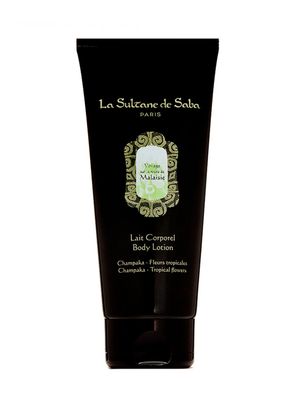 La Sultane de Saba
PARIS
Voyage
Malaisie
Lait Corporel
Body Lotion
Champaka - Fleurs tropicales
Champaka - Tropical flowers